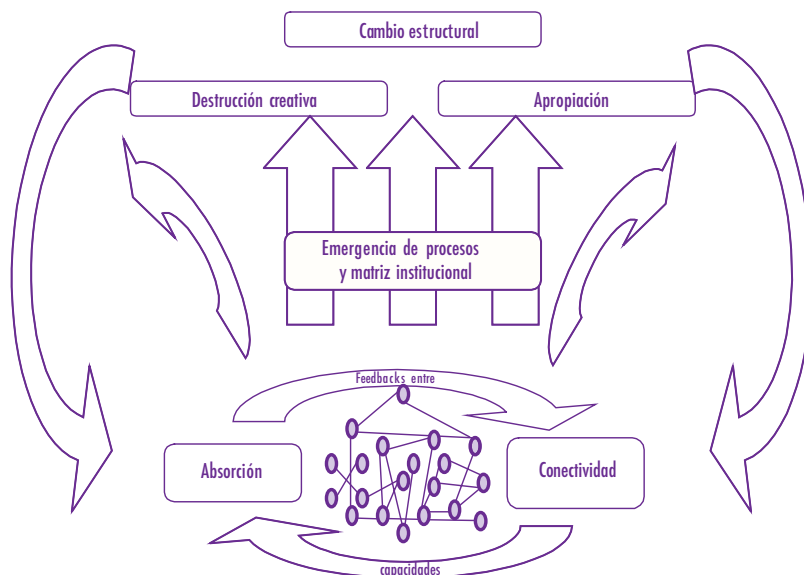 Cambio estructural
Destrucción creativa
Apropiación
Emergencia de procesos
y matriz institucional
Feedbacks entre
Absorción
Conectividad
capacidades